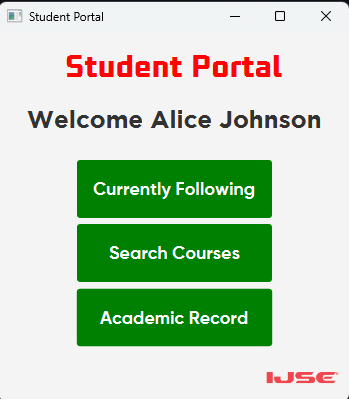 Student Portal
Student Portal
Welcome Alice Johnson
Currently Following
Search Courses
Academic Record
IJSE